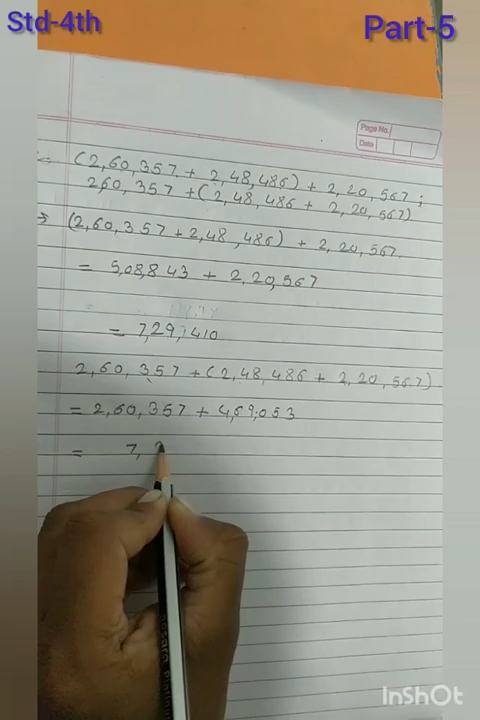 Std-4th
Part-5
Page No.
Date
(2,60,357 + 2,48,486) + 2,20,567 ;
260,357 + (2,48,486 + 2,20,567)
(2,60,357 + 2,48,486) + 2,20,567.
= 5,08,843 + 2,20,567
= 7,29,410
2,60,357 + (2,48,486 + 2,20,567)
= 2,60,357 + 4,69,053
= 7,
InShOt